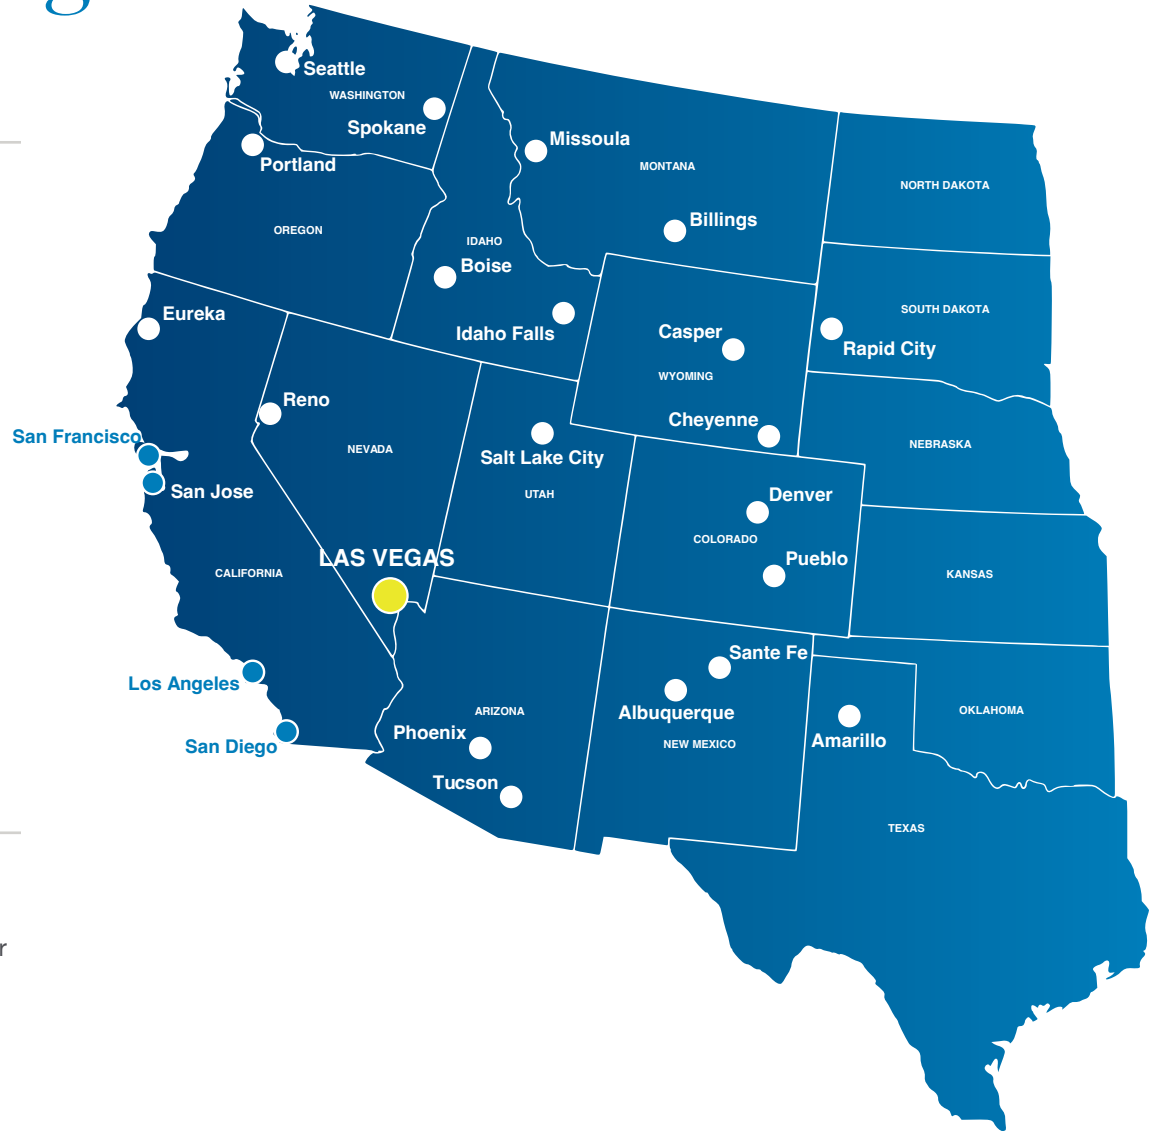 g
Seattle
WASHINGTON
Spokane
Missoula
Portland
MONTANA
NORTH DAKOTA
Billings
OREGON
IDAHO
Boise
SOUTH DAKOTA
Eureka
Idaho Falls
Casper
Rapid City
WYOMING
Reno
Cheyenne
San Francisco
NEVADA
Salt Lake City
NEBRASKA
San Jose
UTAH
Denver
COLORADO
LAS VEGAS
Pueblo
CALIFORNIA
KANSAS
Sante Fe
Los Angeles
ARIZONA
Albuquerque
OKLAHOMA
Phoenix
NEW MEXICO
Amarillo
San Diego
Tucson
TEXAS
r